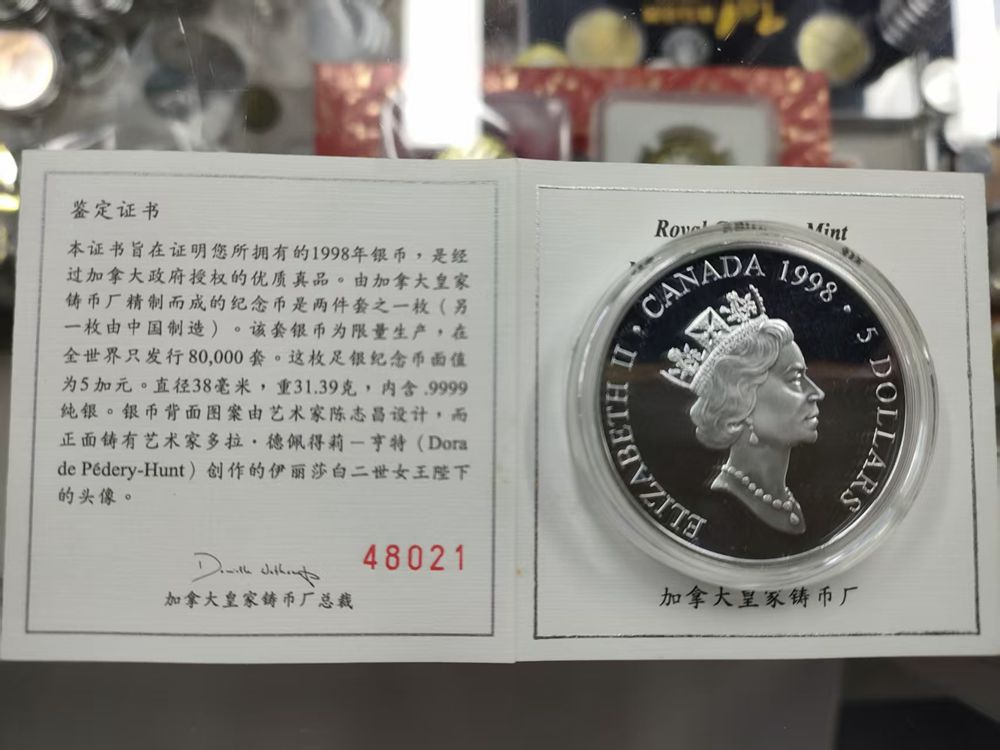 鉴定证书
本证书旨在证明您所拥有的1998年银币，是经
过加拿大政府授权的优质真品。由加拿大皇家
铸币厂精制而成的纪念币是两件套之一枚（另
一枚由中国制造）。该套银币为限量生产，在
全世界只发行80,000套。这枚足银纪念币面值
为5加元。直径38毫米，重31.39克，内含.9999
纯银。银币背面图案由艺术家陈志昌设计，而
正面铸有艺术家多拉·德佩得莉－亨特（Dora
de Pédery-Hunt）创作的伊丽莎白二世女王陛下
的头像。
48021
加拿大皇家铸币厂总裁
Royal Mint
ELIZABETH II · CANADA 1998 · 5 DOLLARS
加拿大皇家铸币厂